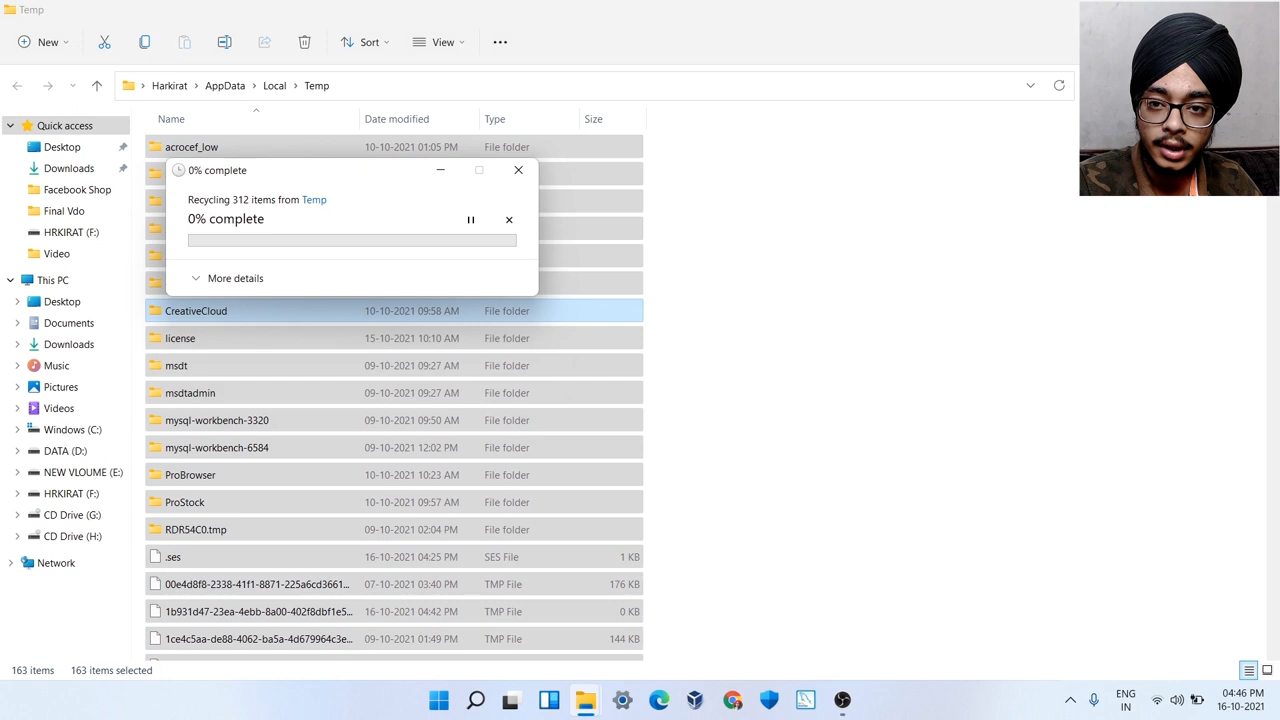 Temp
New Sort View
Harkirat AppData Local Temp
Name Date modified Type Size
Quick access
Desktop
Downloads
Facebook Shop
Final Vdo
HRKIRAT (F:)
Video
This PC
Desktop
Documents
Downloads
Music
Pictures
Videos
Windows (C:)
DATA (D:)
NEW VLOUME (E:)
HRKIRAT (F:)
CD Drive (G:)
CD Drive (H:)
Network
acrocef_low 10-10-2021 01:05 PM File folder
0% complete
Recycling 312 items from Temp
0% complete
More details
CreativeCloud 10-10-2021 09:58 AM File folder
license 15-10-2021 10:10 AM File folder
msdt 09-10-2021 09:27 AM File folder
msdtadmin 09-10-2021 09:27 AM File folder
mysql-workbench-3320 09-10-2021 09:50 AM File folder
mysql-workbench-6584 09-10-2021 12:02 PM File folder
ProBrowser 10-10-2021 10:23 AM File folder
ProStock 10-10-2021 09:57 AM File folder
RDR54C0.tmp 09-10-2021 02:04 PM File folder
.ses 16-10-2021 04:25 PM SES File 1 KB
00e4d8f8-2338-41f1-8871-225a6cd3661... 07-10-2021 03:40 PM TMP File 176 KB
1b931d47-23ea-4ebb-8a00-402f8dbf1e5... 16-10-2021 04:42 PM TMP File 0 KB
1ce4c5aa-de88-4062-ba5a-4d679964c3e... 09-10-2021 01:49 PM TMP File 144 KB
163 items 163 items selected
ENG
IN
04:46 PM
16-10-2021